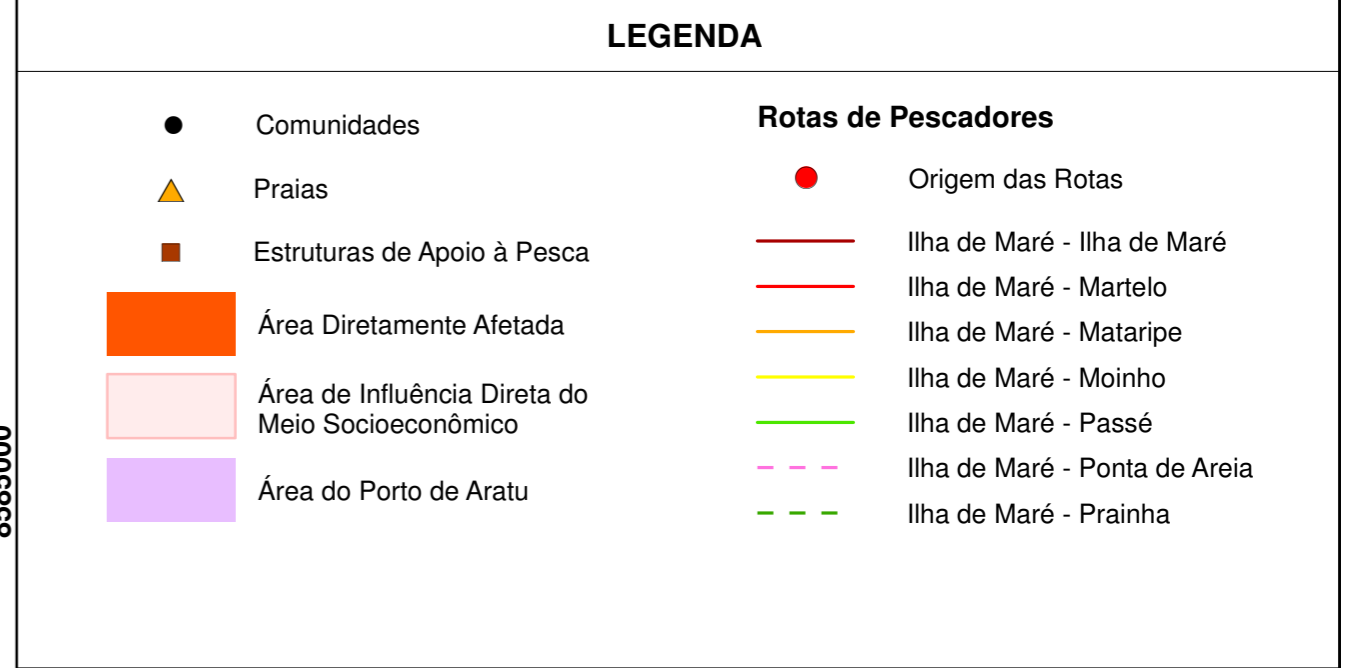 LEGENDA
Comunidades
Praias
Estruturas de Apoio à Pesca
Área Diretamente Afetada
Área de Influência Direta do
Meio Socioeconômico
Área do Porto de Aratu
Rotas de Pescadores
Origem das Rotas
Ilha de Maré - Ilha de Maré
Ilha de Maré - Martelo
Ilha de Maré - Mataripe
Ilha de Maré - Moinho
Ilha de Maré - Passé
Ilha de Maré - Ponta de Areia
Ilha de Maré - Prainha
8585000